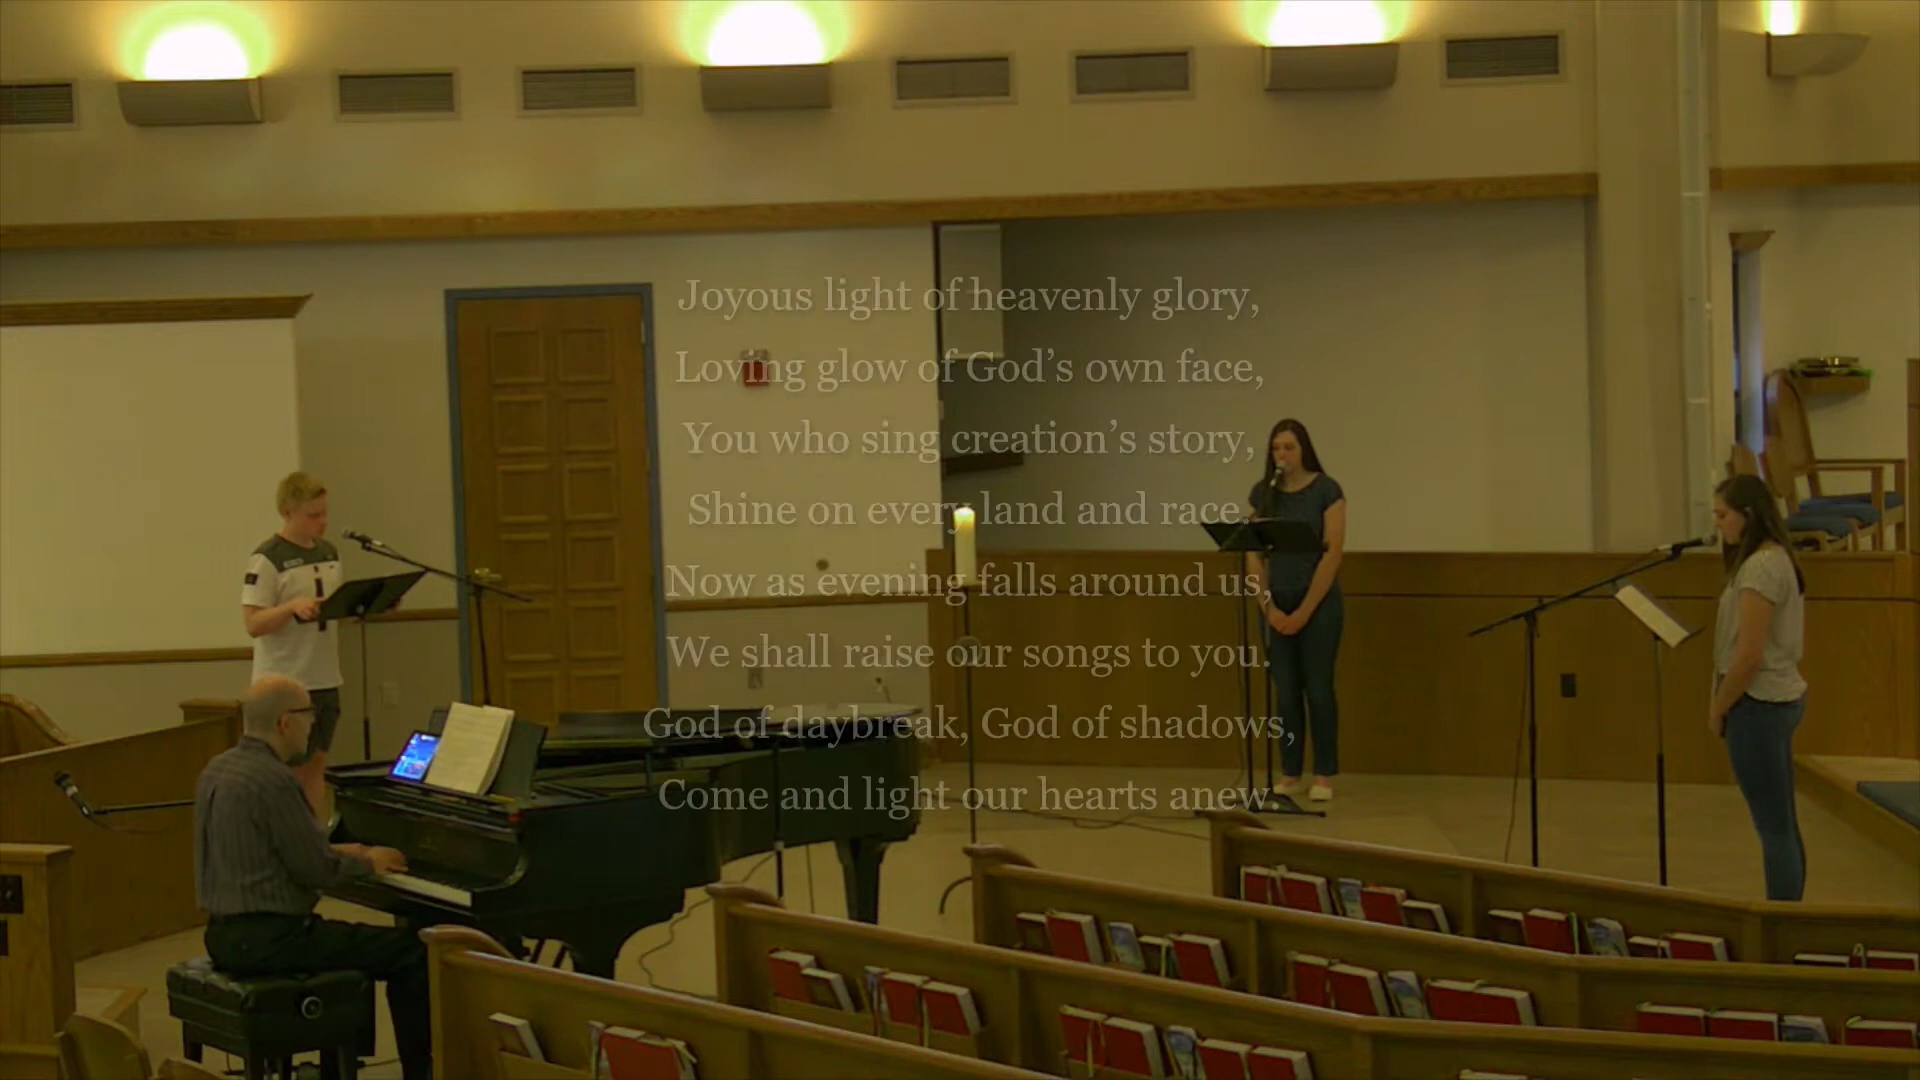 Joyous light of heavenly glory,
Loving glow of God’s own face,
You who sing creation’s story,
Shine on every land and race.
Now as evening falls around us,
We shall raise our songs to you.
God of daybreak, God of shadows,
Come and light our hearts anew.